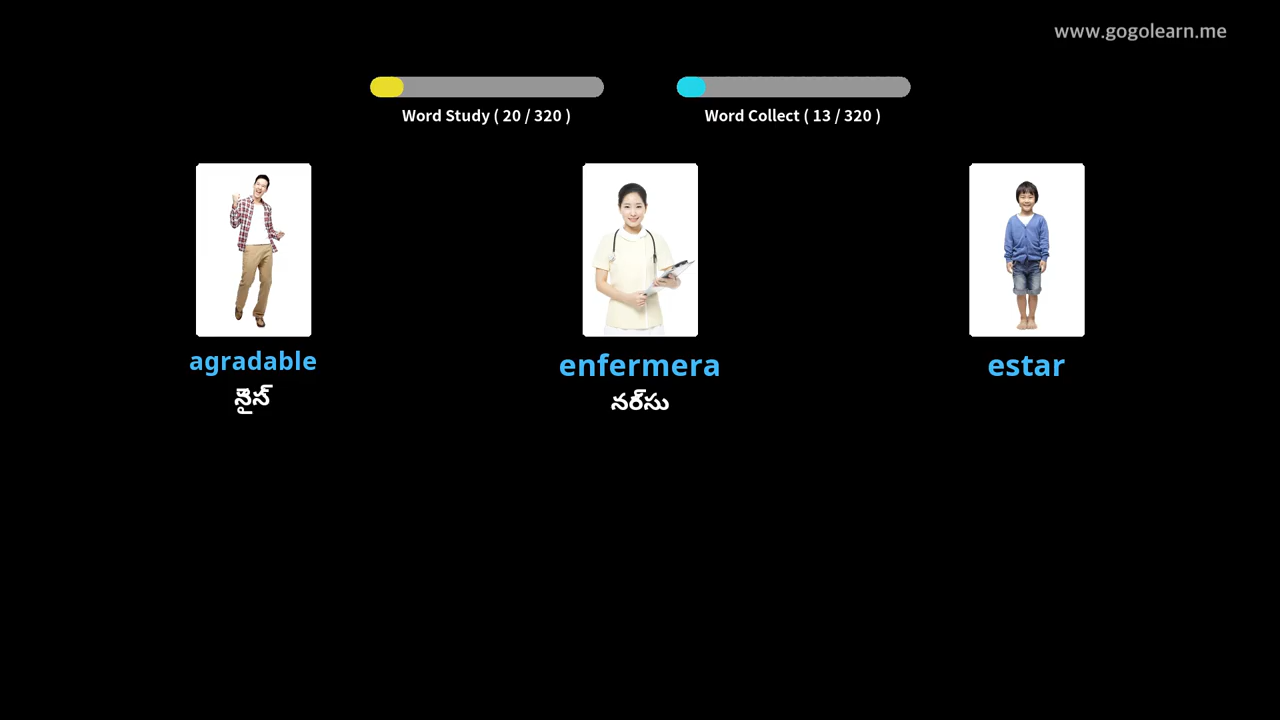 www.gogolearn.me
Word Study ( 20 / 320 )
Word Collect ( 13 / 320 )
agradable
నైస్
enfermera
నర్సు
estar